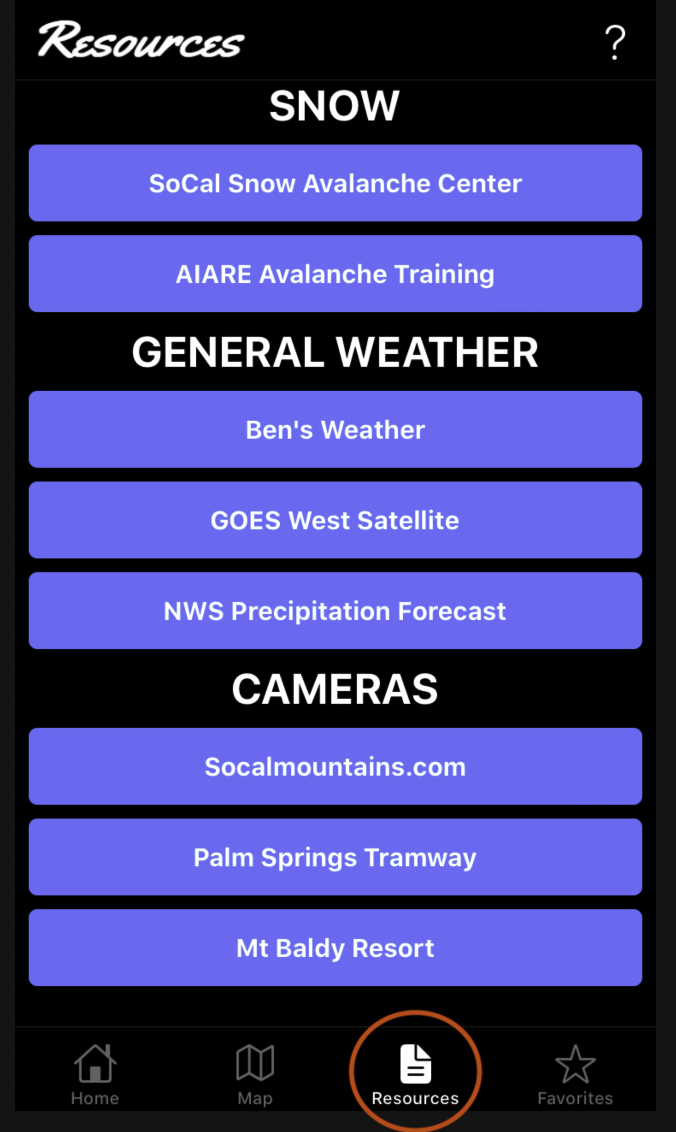 Resources
?
SNOW
SoCal Snow Avalanche Center
AIARE Avalanche Training
GENERAL WEATHER
Ben's Weather
GOES West Satellite
NWS Precipitation Forecast
CAMERAS
Socalmountains.com
Palm Springs Tramway
Mt Baldy Resort
Home Map Resources Favorites